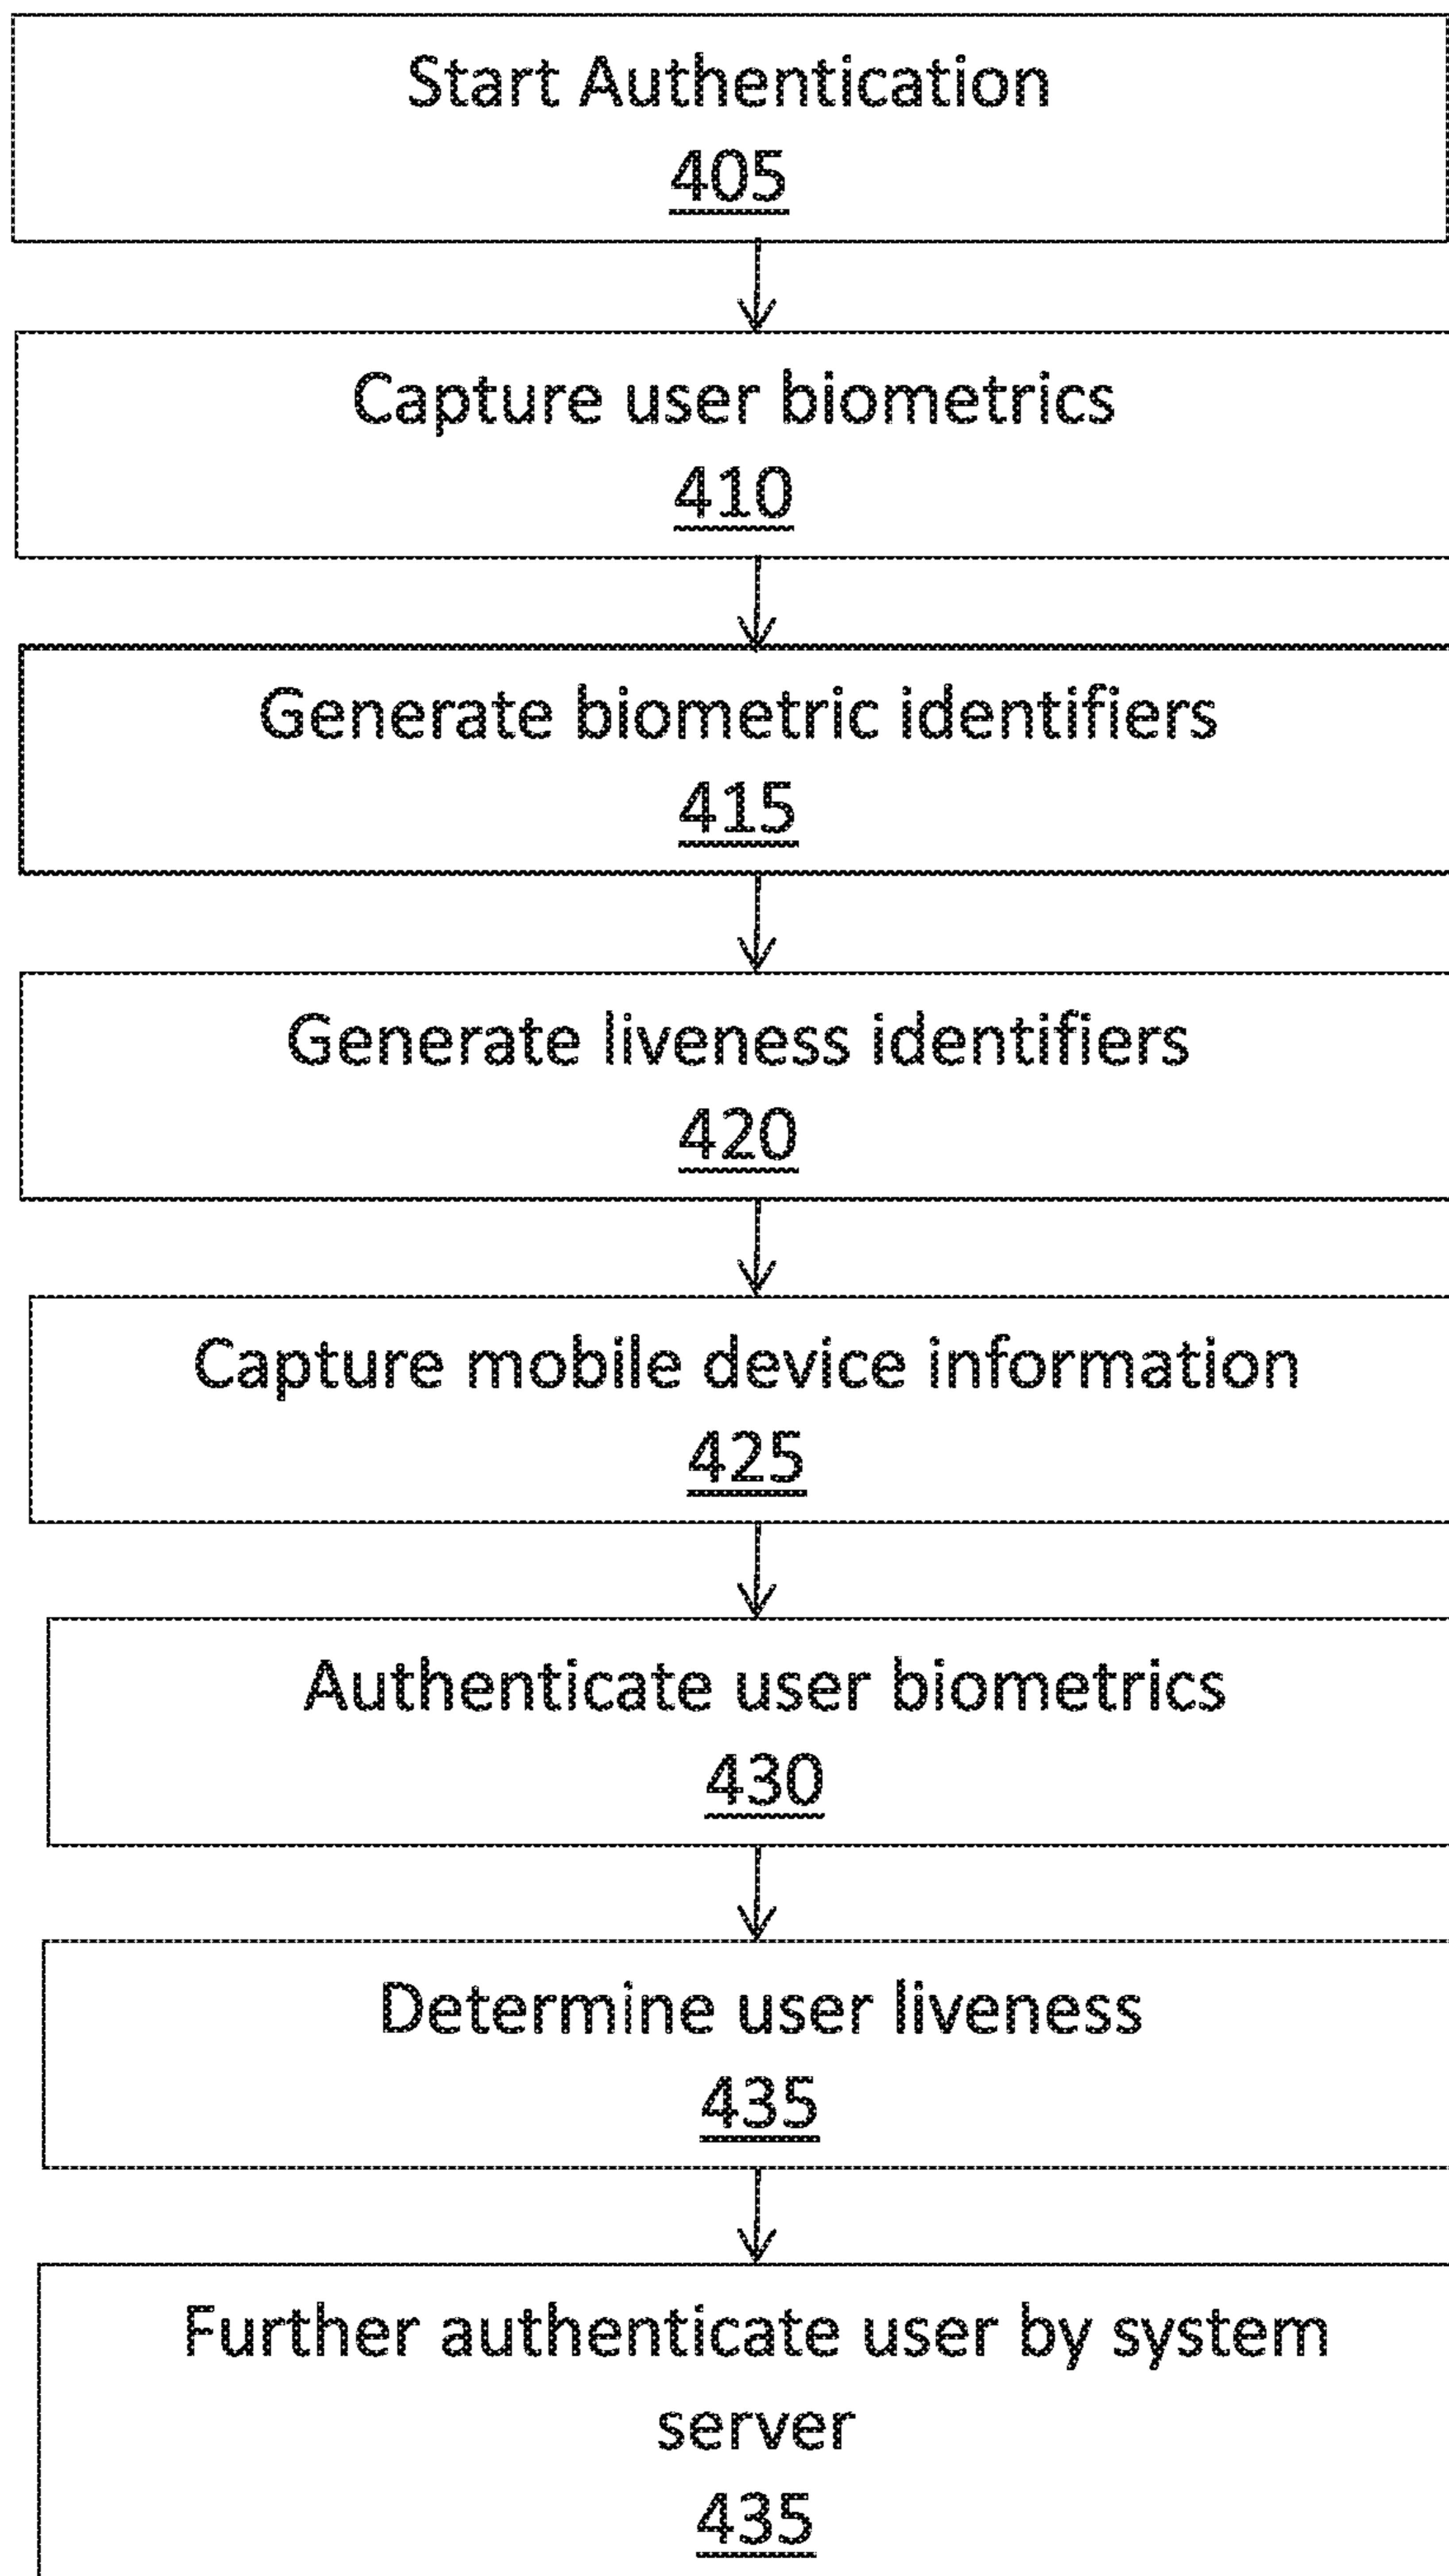 Start Authentication
405
Capture user biometrics
410
Generate biometric identifiers
415
Generate liveness identifiers
420
Capture mobile device information
425
Authenticate user biometrics
430
Determine user liveness
435
Further authenticate user by system
server
435